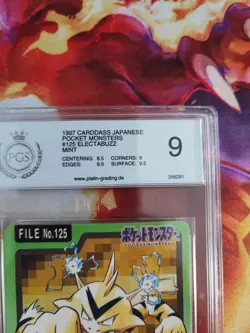 PGS
1997 CARDDASS JAPANESE
POCKET MONSTERS
#125 ELECTABUZZ
MINT
CENTERING: 8.5 CORNERS: 9
EDGES: 9.5 SURFACE: 9.5
9
www.platin-grading.de
356281
FILE No.125
ポケットモンスター